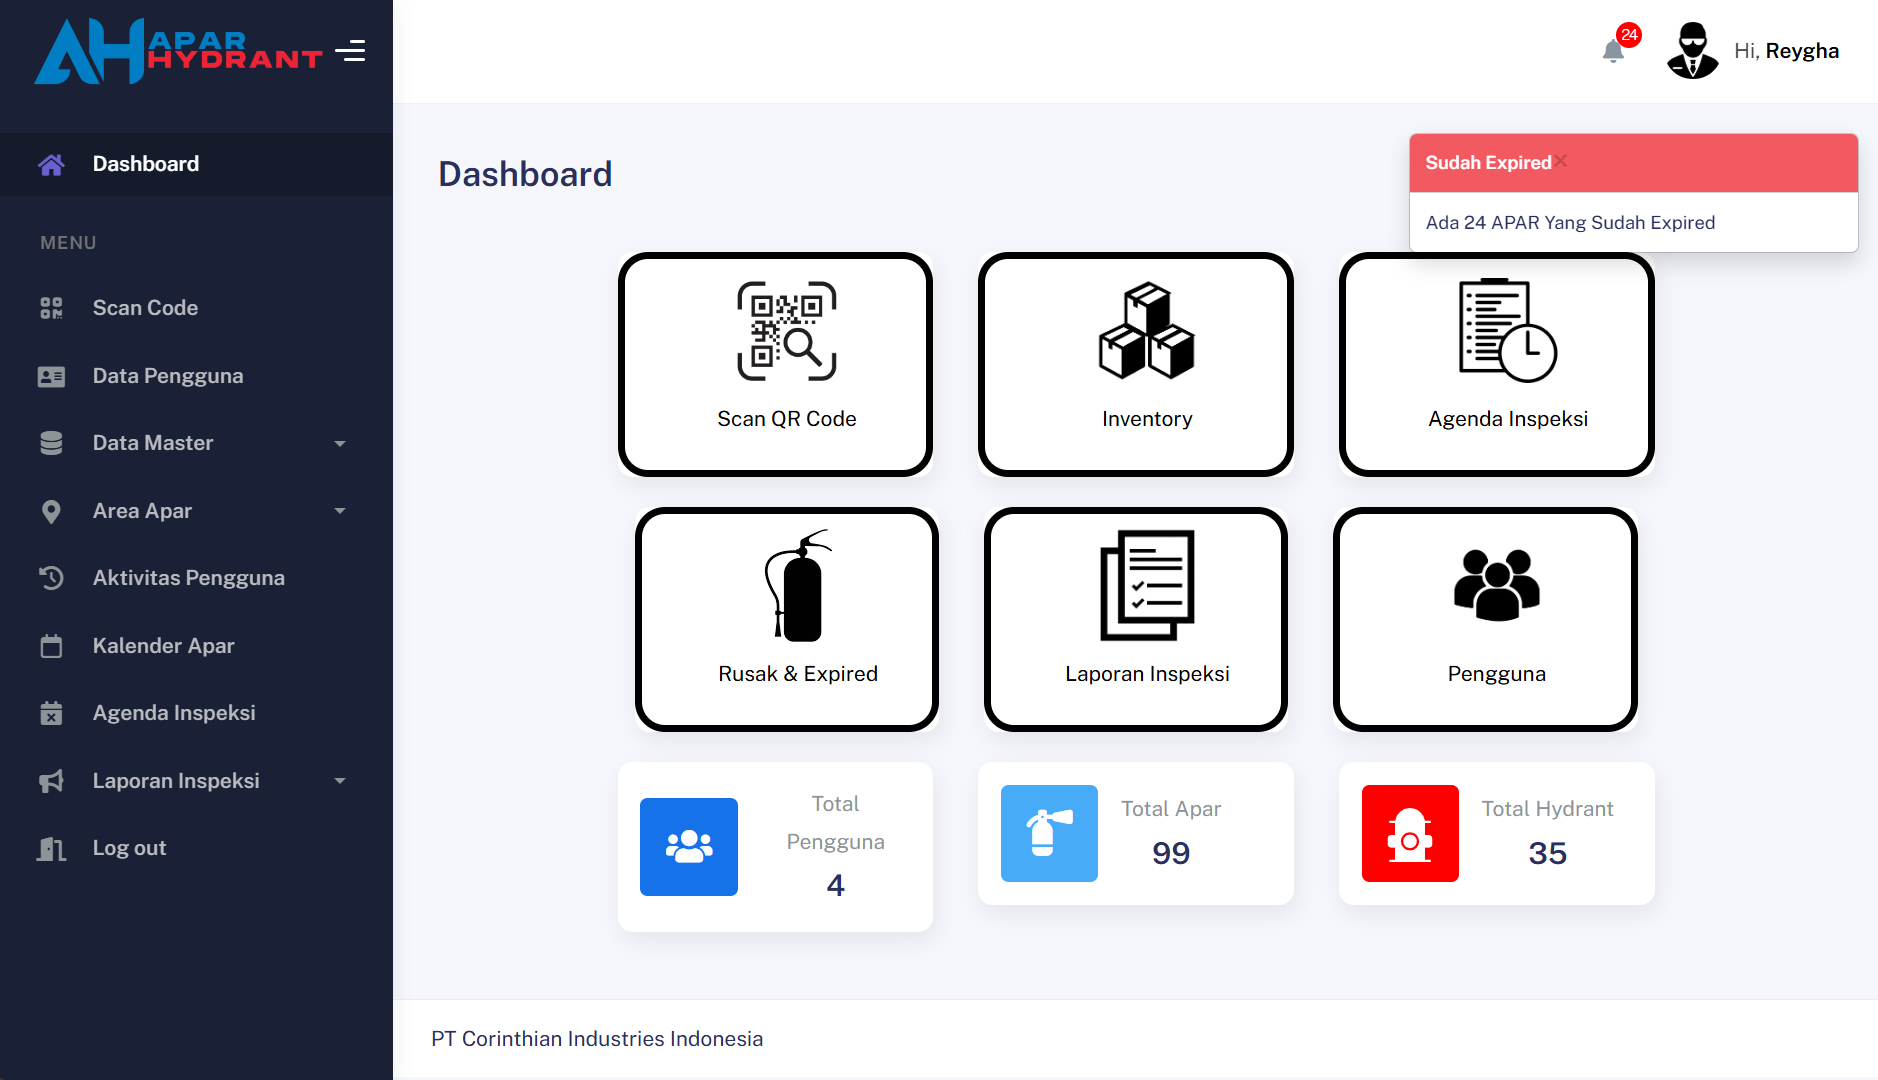 APAR
HYDRANT
24
Hi, Reygha
Dashboard
MENU
Scan Code
Data Pengguna
Data Master
Area Apar
Aktivitas Pengguna
Kalender Apar
Agenda Inspeksi
Laporan Inspeksi
Log out
Dashboard
Sudah Expired
Ada 24 APAR Yang Sudah Expired
Scan QR Code
Inventory
Agenda Inspeksi
Rusak & Expired
Laporan Inspeksi
Pengguna
Total
Pengguna
4
Total Apar
99
Total Hydrant
35
PT Corinthian Industries Indonesia